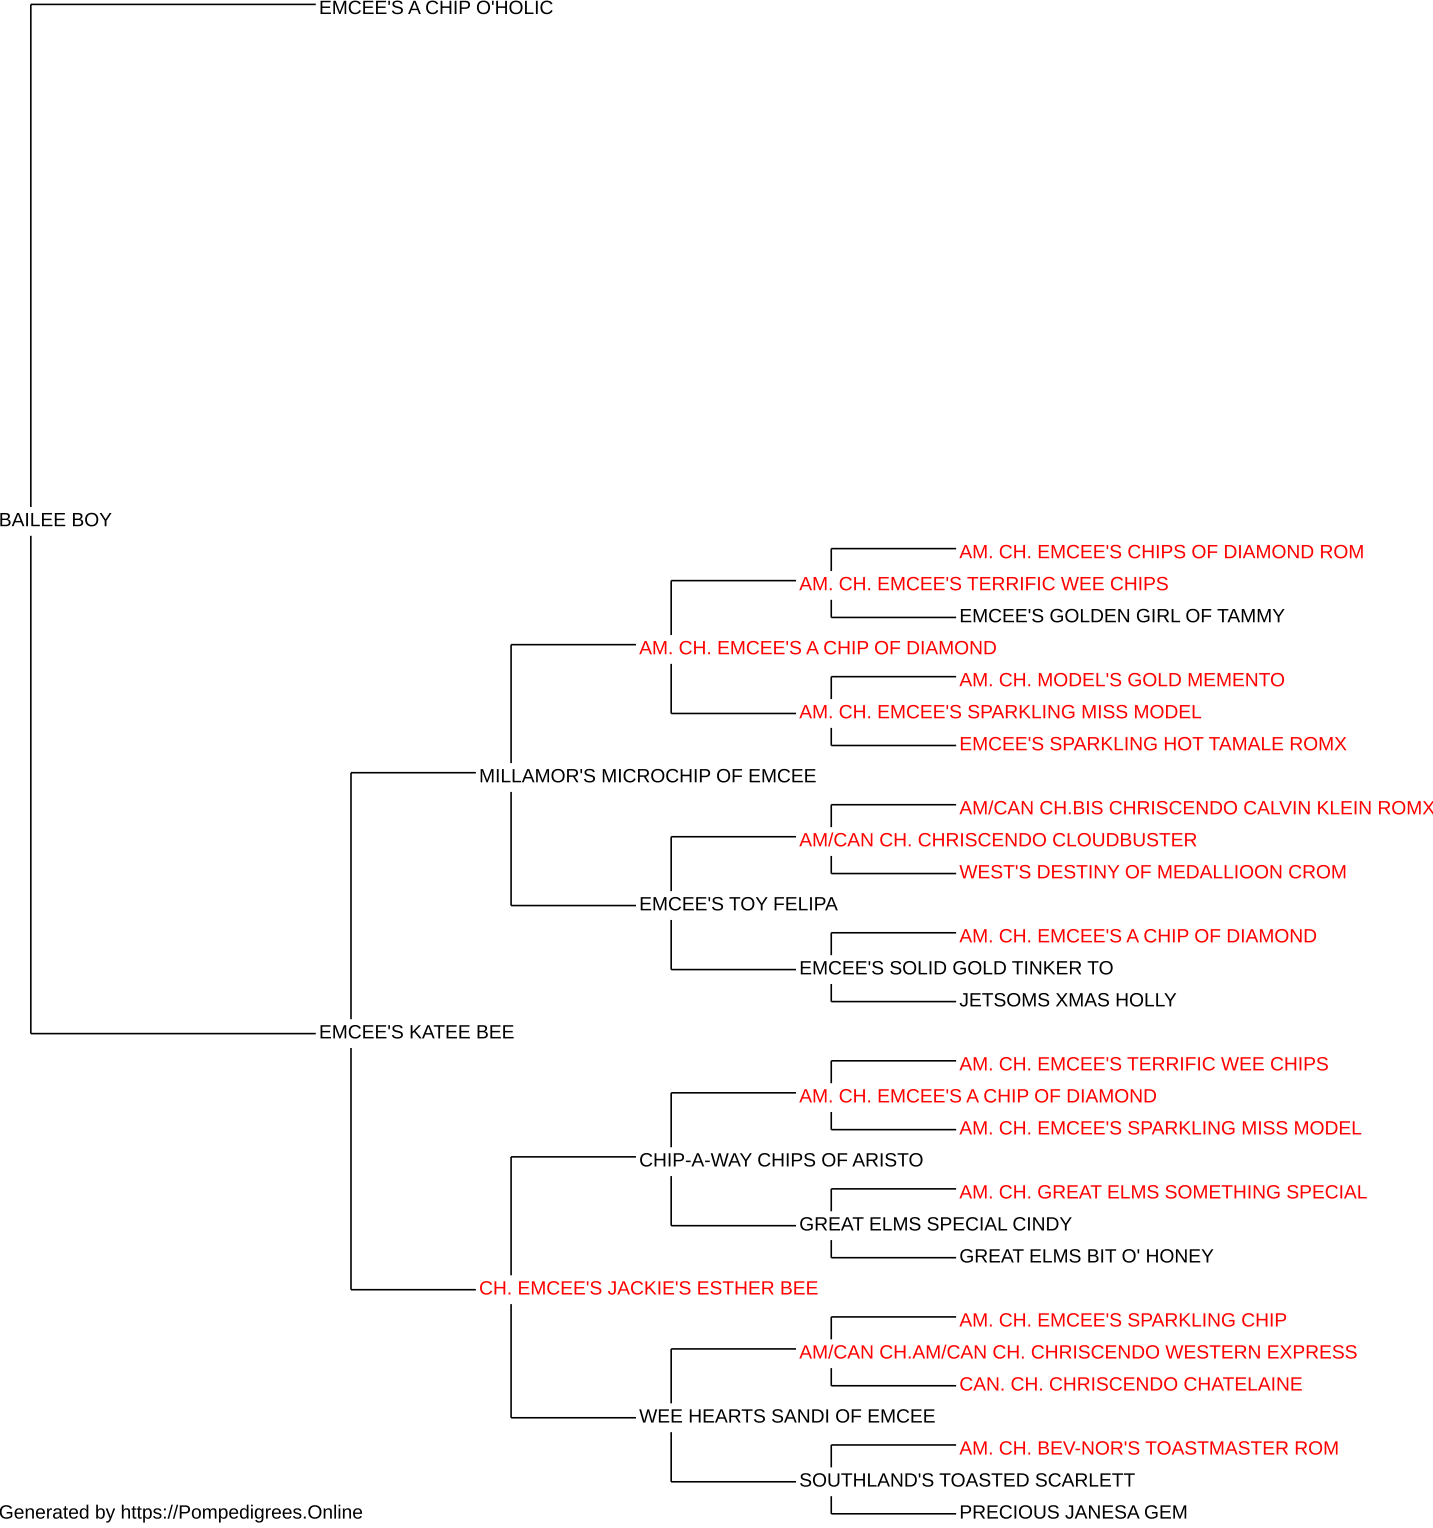 EMCEE'S A CHIP O'HOLIC
BAILEE BOY
AM. CH. EMCEE'S CHIPS OF DIAMOND ROM
AM. CH. EMCEE'S TERRIFIC WEE CHIPS
EMCEE'S GOLDEN GIRL OF TAMMY
AM. CH. EMCEE'S A CHIP OF DIAMOND
AM. CH. MODEL'S GOLD MEMENTO
AM. CH. EMCEE'S SPARKLING MISS MODEL
EMCEE'S SPARKLING HOT TAMALE ROMX
MILLAMOR'S MICROCHIP OF EMCEE
AM/CAN CH.BIS CHRISCENDO CALVIN KLEIN ROMX
AM/CAN CH. CHRISCENDO CLOUDBUSTER
WEST'S DESTINY OF MEDALLIOON CROM
EMCEE'S TOY FELIPA
AM. CH. EMCEE'S A CHIP OF DIAMOND
EMCEE'S SOLID GOLD TINKER TO
JETSOMS XMAS HOLLY
EMCEE'S KATEE BEE
AM. CH. EMCEE'S TERRIFIC WEE CHIPS
AM. CH. EMCEE'S A CHIP OF DIAMOND
AM. CH. EMCEE'S SPARKLING MISS MODEL
CHIP-A-WAY CHIPS OF ARISTO
AM. CH. GREAT ELMS SOMETHING SPECIAL
GREAT ELMS SPECIAL CINDY
GREAT ELMS BIT O' HONEY
CH. EMCEE'S JACKIE'S ESTHER BEE
AM. CH. EMCEE'S SPARKLING CHIP
AM/CAN CH.AM/CAN CH. CHRISCENDO WESTERN EXPRESS
CAN. CH. CHRISCENDO CHATELAINE
WEE HEARTS SANDI OF EMCEE
AM. CH. BEV-NOR'S TOASTMASTER ROM
SOUTHLAND'S TOASTED SCARLETT
PRECIOUS JANESA GEM
Generated by https://Pompedigrees.Online